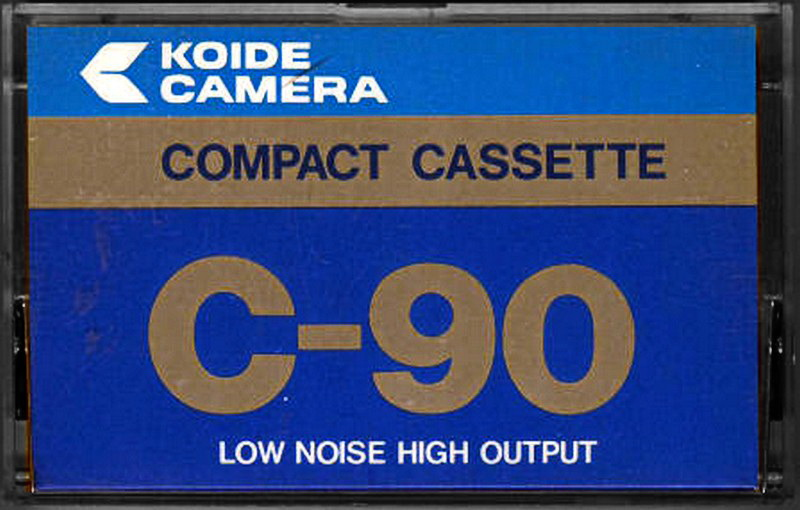 KOIDE
CAMERA
COMPACT CASSETTE
C-90
LOW NOISE HIGH OUTPUT